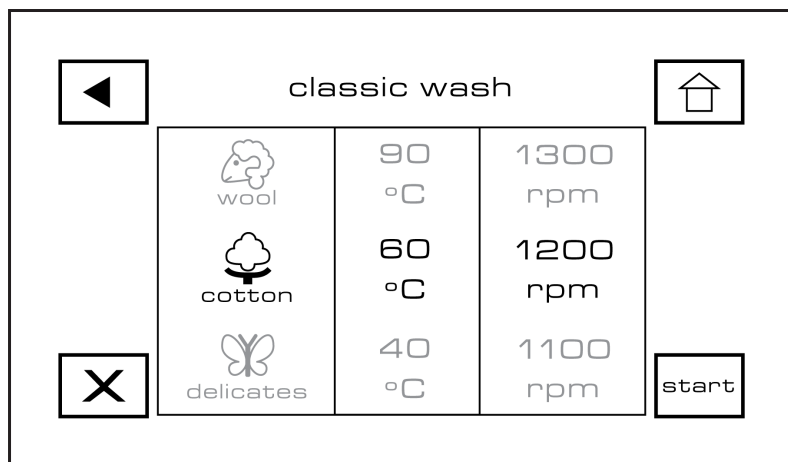 classic wash
90 1300
wool °C rpm
60 1200
cotton °C rpm
40 1100
delicates °C rpm
X start